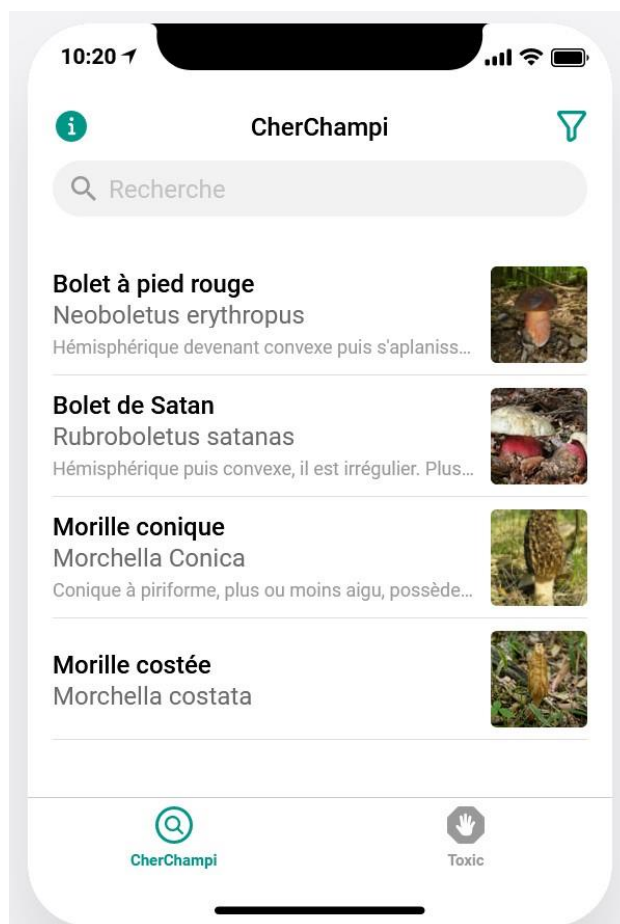 10:20
CherChampi
Recherche
Bolet à pied rouge
Neoboletus erythropus
Hémisphérique devenant convexe puis s'aplaniss...
Bolet de Satan
Rubroboletus satanas
Hémisphérique puis convexe, il est irrégulier. Plus...
Morille conique
Morchella Conica
Conique à piriforme, plus ou moins aigu, possède...
Morille costée
Morchella costata
CherChampi
Toxic